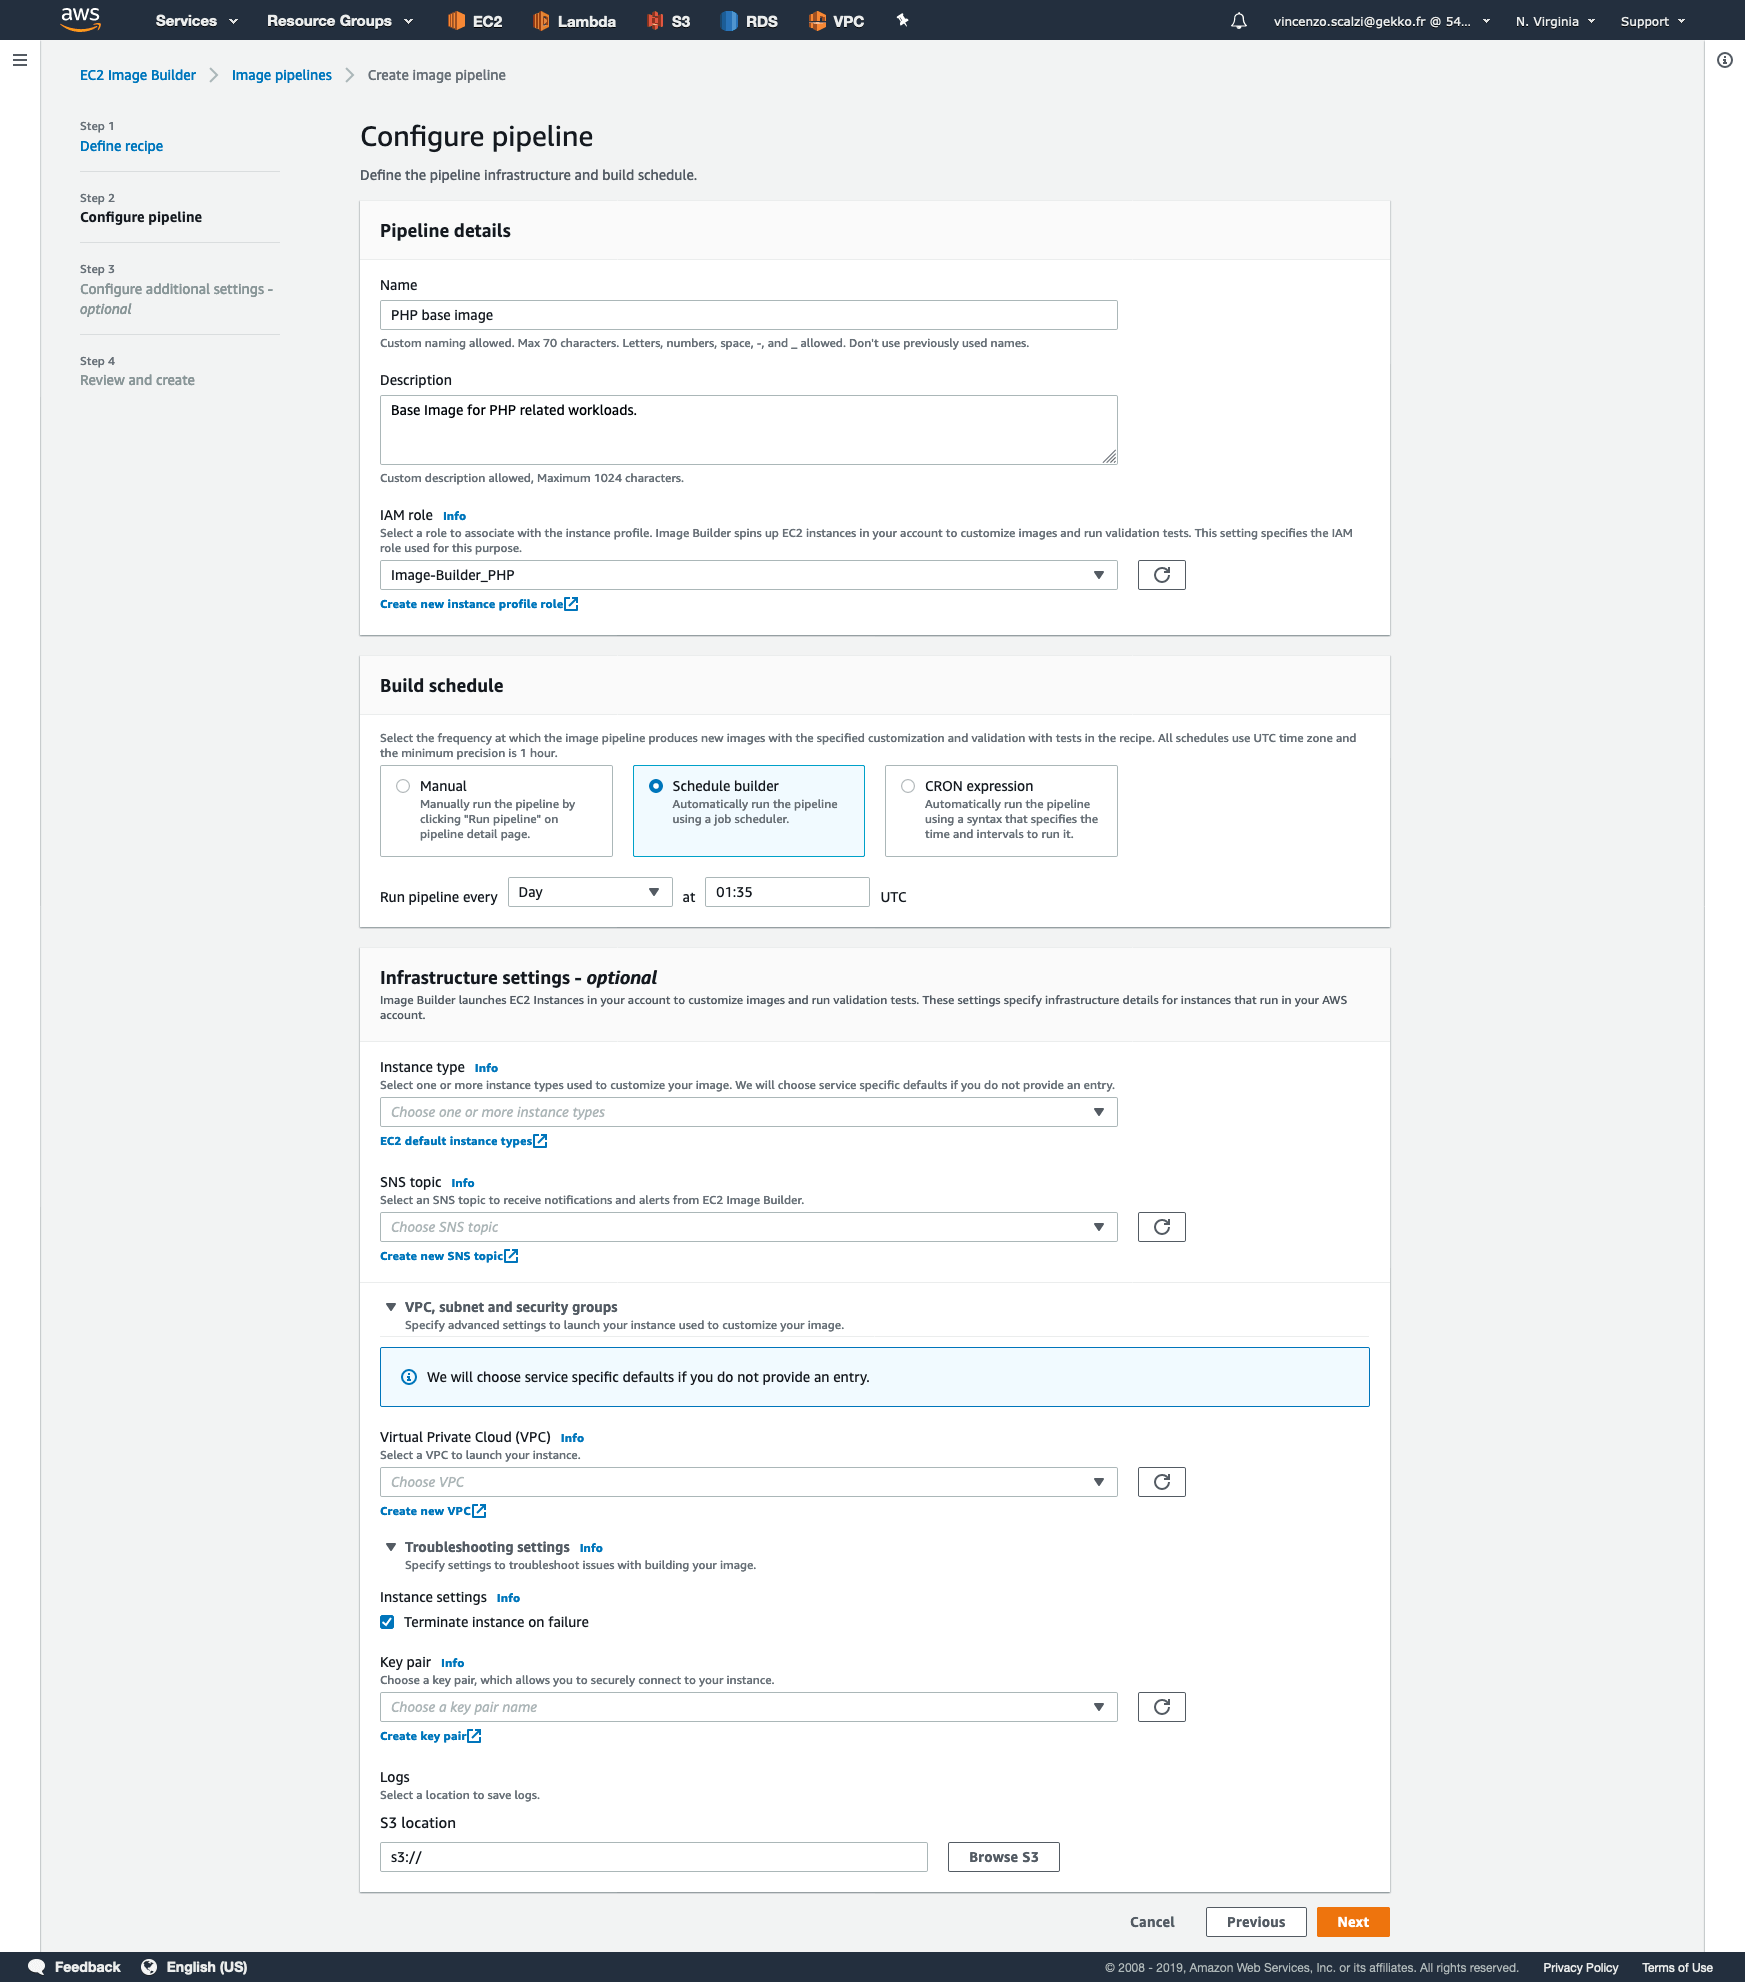 aws Services Resource Groups EC2 Lambda S3 RDS VPC vincenzo.scalzi@gekko.fr @ 54... N. Virginia Support
EC2 Image Builder Image pipelines Create image pipeline
Step 1
Define recipe
Step 2
Configure pipeline
Step 3
Configure additional settings -
optional
Step 4
Review and create
Configure pipeline
Define the pipeline infrastructure and build schedule.
Pipeline details
Name
PHP base image
Custom naming allowed. Max 70 characters. Letters, numbers, space, -, and _ allowed. Don't use previously used names.
Description
Base Image for PHP related workloads.
Custom description allowed, Maximum 1024 characters.
IAM role Info
Select a role to associate with the instance profile. Image Builder spins up EC2 instances in your account to customize images and run validation tests. This setting specifies the IAM
role used for this purpose.
Image-Builder_PHP
Create new instance profile role
Build schedule
Select the frequency at which the image pipeline produces new images with the specified customization and validation with tests in the recipe. All schedules use UTC time zone and
the minimum precision is 1 hour.
Manual
Manually run the pipeline by
clicking "Run pipeline" on
pipeline detail page.
Schedule builder
Automatically run the pipeline
using a job scheduler.
CRON expression
Automatically run the pipeline
using a syntax that specifies the
time and intervals to run it.
Run pipeline every Day at 01:35 UTC
Infrastructure settings - optional
Image Builder launches EC2 Instances in your account to customize images and run validation tests. These settings specify infrastructure details for instances that run in your AWS
account.
Instance type Info
Select one or more instance types used to customize your image. We will choose service specific defaults if you do not provide an entry.
Choose one or more instance types
EC2 default instance types
SNS topic Info
Select an SNS topic to receive notifications and alerts from EC2 Image Builder.
Choose SNS topic
Create new SNS topic
VPC, subnet and security groups
Specify advanced settings to launch your instance used to customize your image.
We will choose service specific defaults if you do not provide an entry.
Virtual Private Cloud (VPC) Info
Select a VPC to launch your instance.
Choose VPC
Create new VPC
Troubleshooting settings Info
Specify settings to troubleshoot issues with building your image.
Instance settings Info
Terminate instance on failure
Key pair Info
Choose a key pair, which allows you to securely connect to your instance.
Choose a key pair name
Create key pair
Logs
Select a location to save logs.
S3 location
s3:// Browse S3
Cancel Previous Next
Feedback English (US) © 2008 - 2019, Amazon Web Services, Inc. or its affiliates. All rights reserved. Privacy Policy Terms of Use